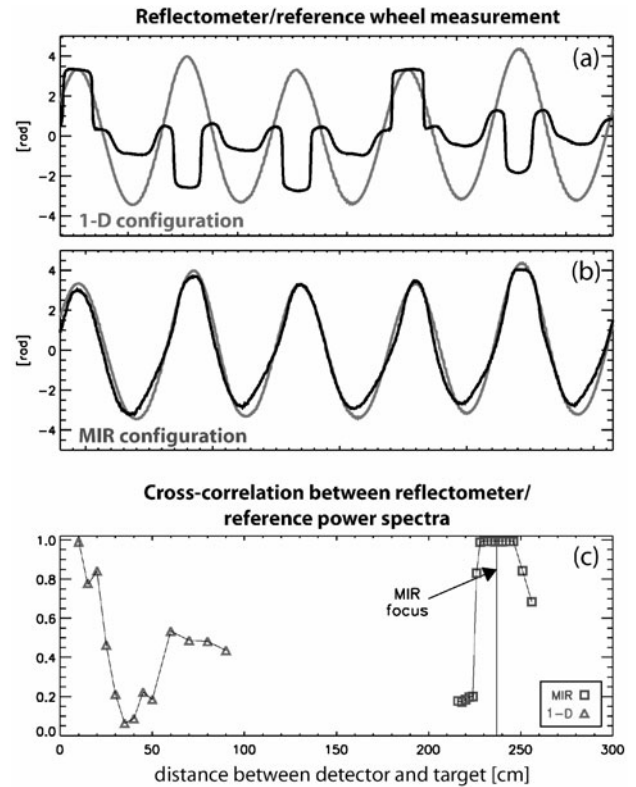 Reflectometer/reference wheel measurement
(a)
4
2
0
-2
-4
[rad]
1-D configuration
(b)
4
2
0
-2
-4
[rad]
MIR configuration
Cross-correlation between reflectometer/
reference power spectra
(c)
1.0
0.8
0.6
0.4
0.2
0.0
MIR
focus
MIR
1-D
0
50
100
150
200
250
300
distance between detector and target [cm]